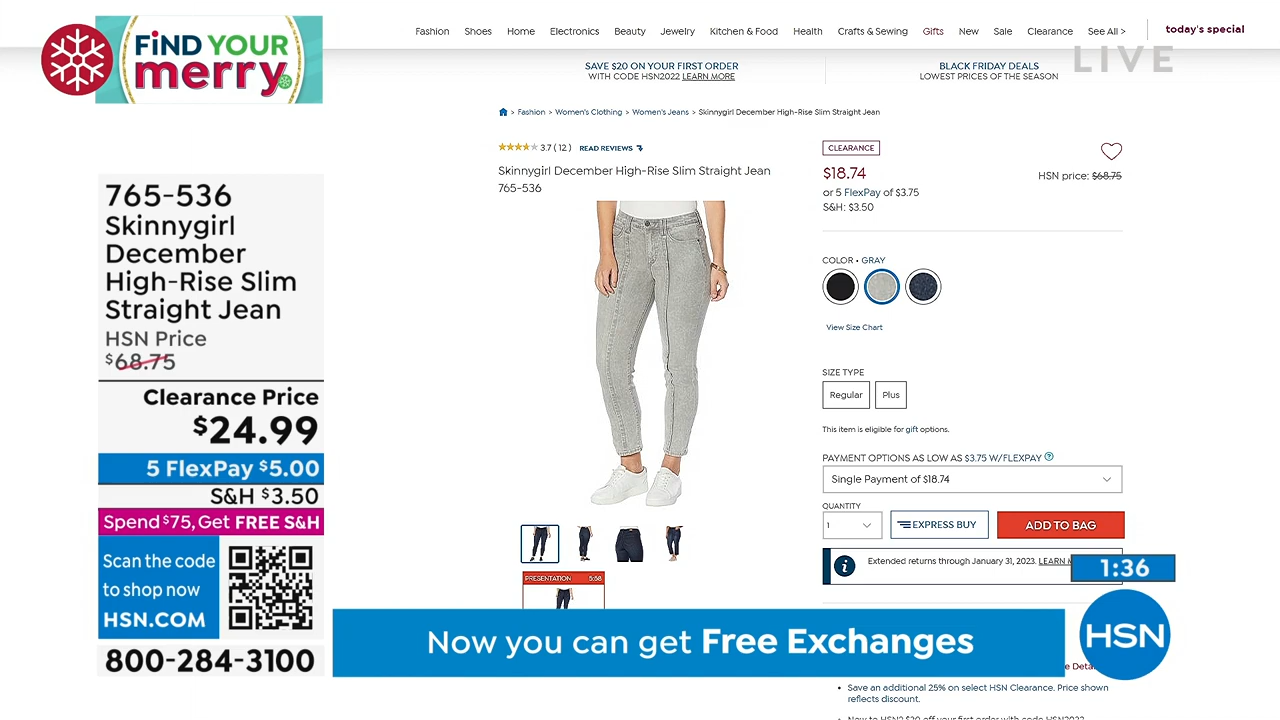 FiND YOUR
merry.
Fashion Shoes Home Electronics Beauty Jewelry Kitchen & Food Health Crafts & Sewing Gifts New Sale Clearance See All > today's special
SAVE $20 ON YOUR FIRST ORDER
WITH CODE HSN2022 LEARN MORE
BLACK FRIDAY DEALS
LOWEST PRICES OF THE SEASON
LIVE
> Fashion > Women's Clothing > Women's Jeans > Skinnygirl December High-Rise Slim Straight Jean
3.7 ( 12 ) READ REVIEWS
Skinnygirl December High-Rise Slim Straight Jean
765-536
CLEARANCE
$18.74
HSN price: $68.75
or 5 FlexPay of $3.75
S&H: $3.50
COLOR • GRAY
View Size Chart
SIZE TYPE
Regular
Plus
This item is eligible for gift options.
PAYMENT OPTIONS AS LOW AS $3.75 W/FLEXPAY ?
Single Payment of $18.74
QUANTITY
1
EXPRESS BUY
ADD TO BAG
i
Extended returns through January 31, 2023. LEARN M
PRESENTATION 5:58
765-536
Skinnygirl
December
High-Rise Slim
Straight Jean
HSN Price
$68.75
Clearance Price
$24.99
5 FlexPay $5.00
S&H $3.50
Spend $75, Get FREE S&H
Scan the code
to shop now
HSN.COM
800-284-3100
1:36
Now you can get Free Exchanges
HSN
• Save an additional 25% on select HSN Clearance. Price shown
reflects discount.